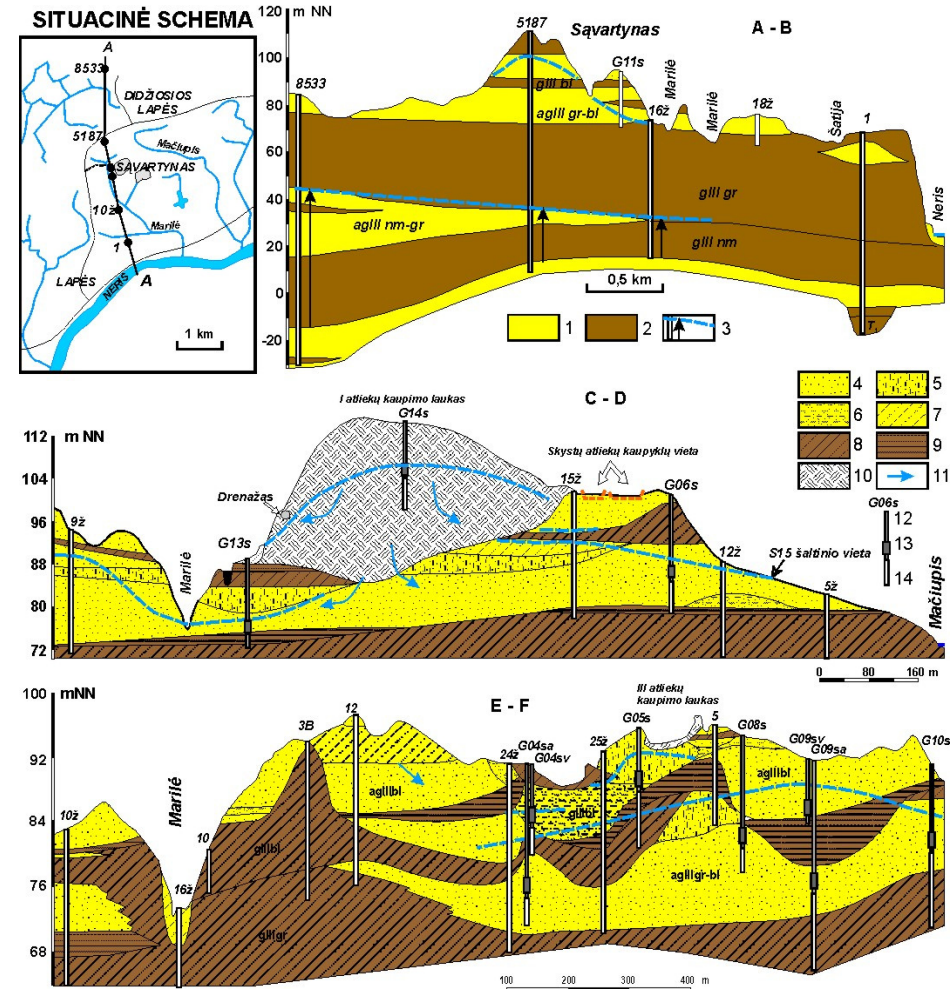 SITUACINĖ SCHEMA
A
8533
DIDŽIOSIOS
LAPĖS
5187
Mačiupis
SĄVARTYNAS
10ž
Marilė
1
LAPĖS
NERIS
A
1 km
m NN
120
100
80
60
40
20
0
-20
A - B
Sąvartynas
8533
5187
G11s
16ž
Marilė
Marilė
18ž
Šatija
1
Neris
gIII bl
agIII gr-bl
gIII gr
agIII nm-gr
gIII nm
0,5 km
1
2
3
C - D
m NN
112
104
96
88
80
72
I atliekų kaupimo laukas
G14s
Skystų atliekų kaupyklų vieta
Drenažas
9ž
Marilė
G13s
15ž
G06s
12ž
S15 šaltinio vieta
5ž
Mačiupis
4
5
6
7
8
9
10
11
G06s
12
13
14
0 80 160 m
E - F
mNN
100
92
84
76
68
III atliekų
kaupimo laukas
10ž
Marilė
16ž
10
3B
12
24ž
G04sa
G04sv
25ž
G05s
5
G08s
G09sv
G09sa
G10s
agIIIbl
gIIIbl
gIIIbl
agIIIgr-bl
gIIIgr
100 200 300 400 m